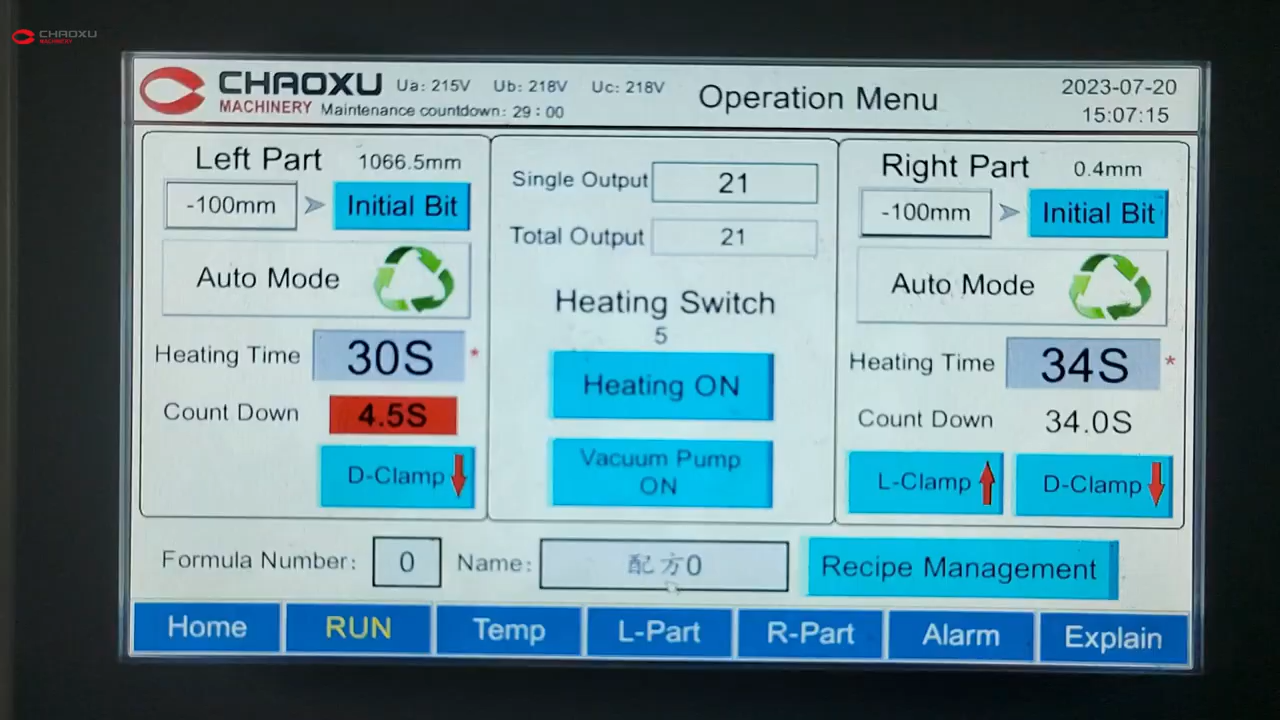 CHAOXU
MACHINERY
CHAOXU
MACHINERY
Ua: 215V Ub: 218V Uc: 218V
Maintenance countdown: 29 : 00
Operation Menu
2023-07-20
15:07:15
Left Part 1066.5mm
-100mm Initial Bit
Auto Mode
Heating Time 30S *
Count Down 4.5S
D-Clamp
Single Output 21
Total Output 21
Heating Switch
5
Heating ON
Vacuum Pump
ON
Right Part 0.4mm
-100mm Initial Bit
Auto Mode
Heating Time 34S *
Count Down 34.0S
L-Clamp D-Clamp
Formula Number: 0 Name: 配方0 Recipe Management
Home RUN Temp L-Part R-Part Alarm Explain